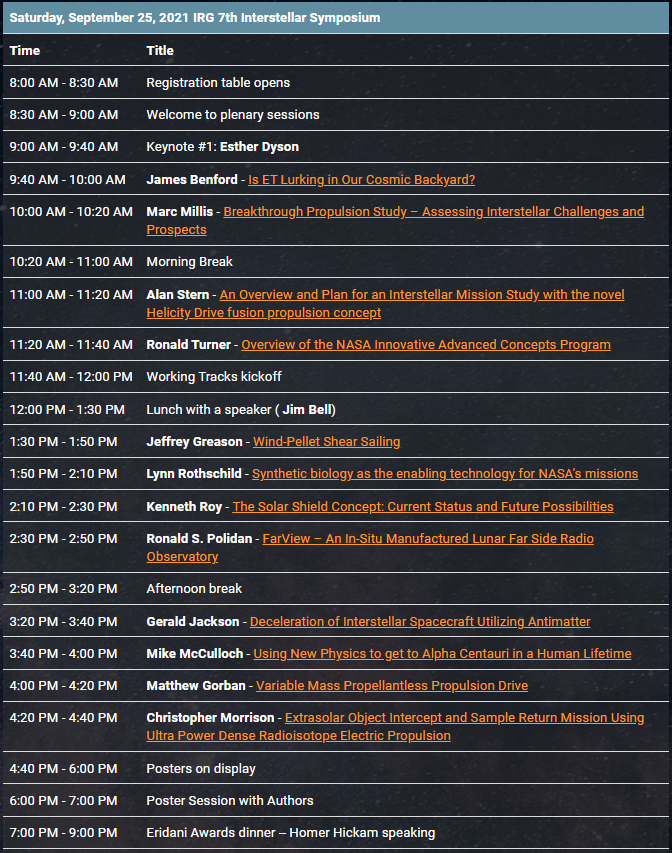 Saturday, September 25, 2021 IRG 7th Interstellar Symposium
Time Title
8:00 AM - 8:30 AM Registration table opens
8:30 AM - 9:00 AM Welcome to plenary sessions
9:00 AM - 9:40 AM Keynote #1: Esther Dyson
9:40 AM - 10:00 AM James Benford - Is ET Lurking in Our Cosmic Backyard?
10:00 AM - 10:20 AM Marc Millis - Breakthrough Propulsion Study – Assessing Interstellar Challenges and
Prospects
10:20 AM - 11:00 AM Morning Break
11:00 AM - 11:20 AM Alan Stern - An Overview and Plan for an Interstellar Mission Study with the novel
Helicity Drive fusion propulsion concept
11:20 AM - 11:40 AM Ronald Turner - Overview of the NASA Innovative Advanced Concepts Program
11:40 AM - 12:00 PM Working Tracks kickoff
12:00 PM - 1:30 PM Lunch with a speaker ( Jim Bell)
1:30 PM - 1:50 PM Jeffrey Greason - Wind-Pellet Shear Sailing
1:50 PM - 2:10 PM Lynn Rothschild - Synthetic biology as the enabling technology for NASA's missions
2:10 PM - 2:30 PM Kenneth Roy - The Solar Shield Concept: Current Status and Future Possibilities
2:30 PM - 2:50 PM Ronald S. Polidan - FarView – An In-Situ Manufactured Lunar Far Side Radio
Observatory
2:50 PM - 3:20 PM Afternoon break
3:20 PM - 3:40 PM Gerald Jackson - Deceleration of Interstellar Spacecraft Utilizing Antimatter
3:40 PM - 4:00 PM Mike McCulloch - Using New Physics to get to Alpha Centauri in a Human Lifetime
4:00 PM - 4:20 PM Matthew Gorban - Variable Mass Propellantless Propulsion Drive
4:20 PM - 4:40 PM Christopher Morrison - Extrasolar Object Intercept and Sample Return Mission Using
Ultra Power Dense Radioisotope Electric Propulsion
4:40 PM - 6:00 PM Posters on display
6:00 PM - 7:00 PM Poster Session with Authors
7:00 PM - 9:00 PM Eridani Awards dinner – Homer Hickam speaking